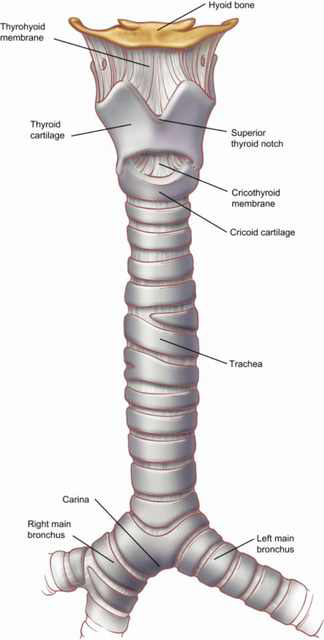 Hyoid bone
Thyrohyoid
membrane
Thyroid
cartilage
Superior
thyroid notch
Cricothyroid
membrane
Cricoid cartilage
Trachea
Carina
Right main
bronchus
Left main
bronchus